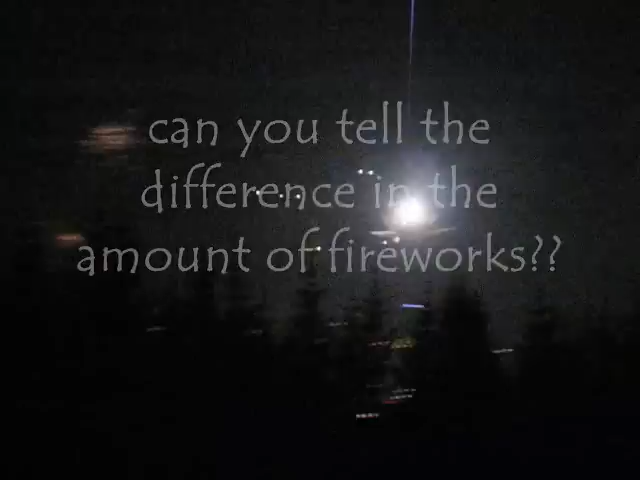 can you tell the
difference in the
amount of fireworks??